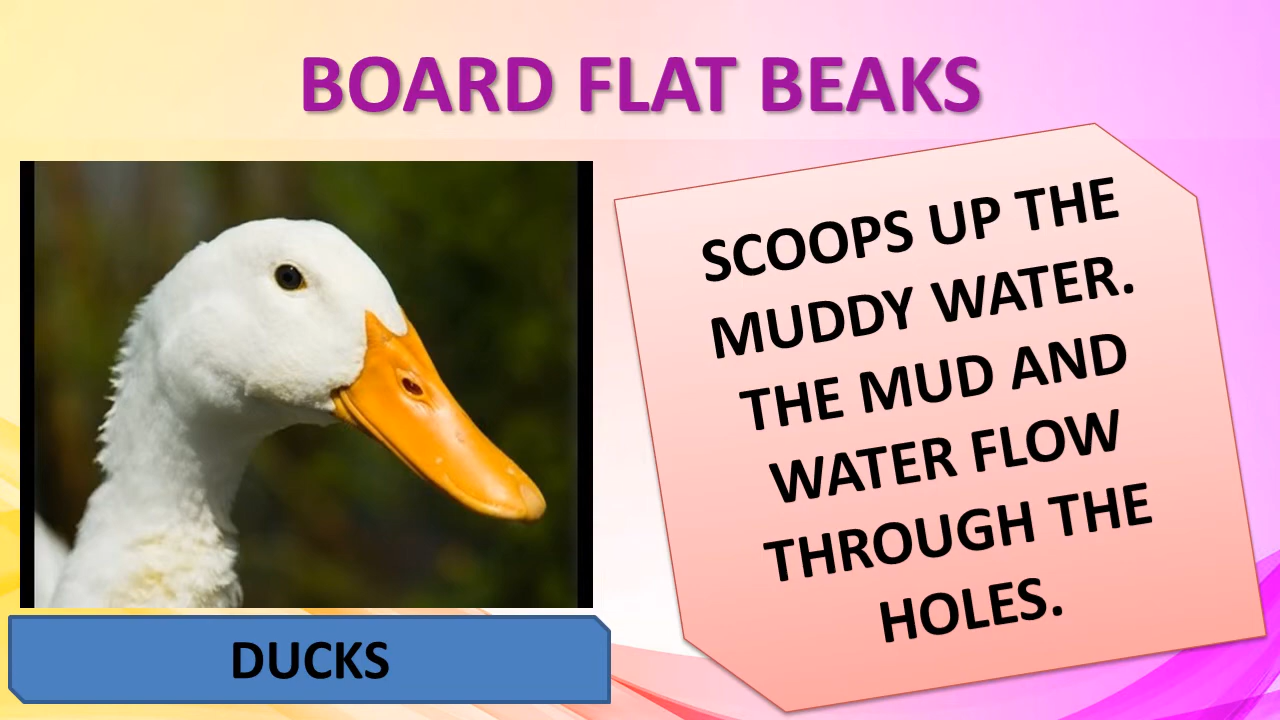 BOARD FLAT BEAKS
SCOOPS UP THE
MUDDY WATER.
THE MUD AND
WATER FLOW
THROUGH THE
HOLES.
DUCKS